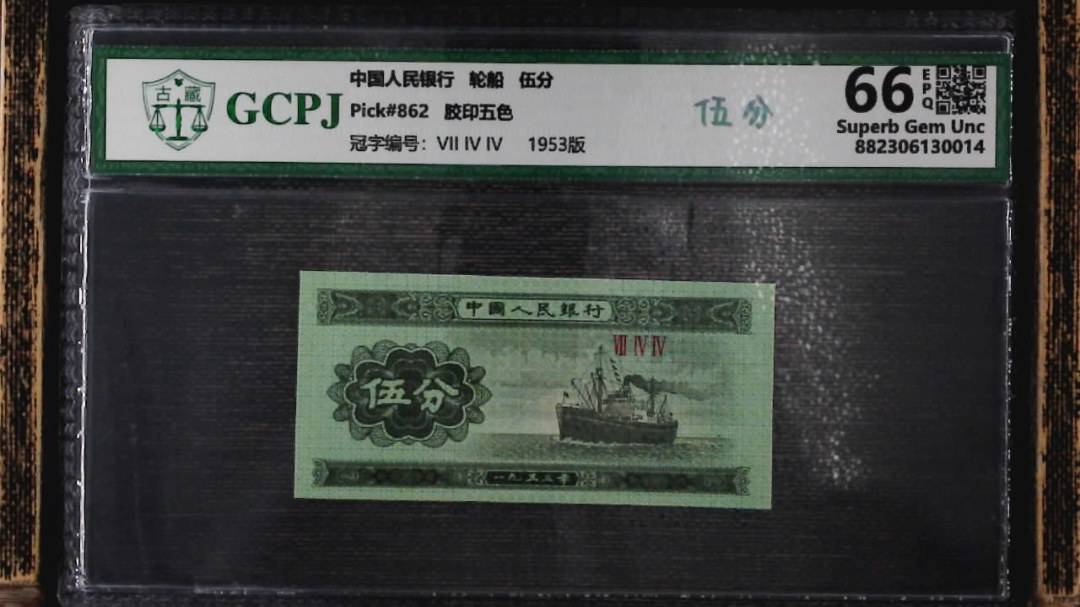 中国人民银行 轮船 伍分
古藏
GCPJ
Pick#862 胶印五色
冠字编号: VII IV IV 1953版
伍分
66 EPQ
Superb Gem Unc
882306130014
中國人民銀行
VII IV IV
伍分
一九五三年